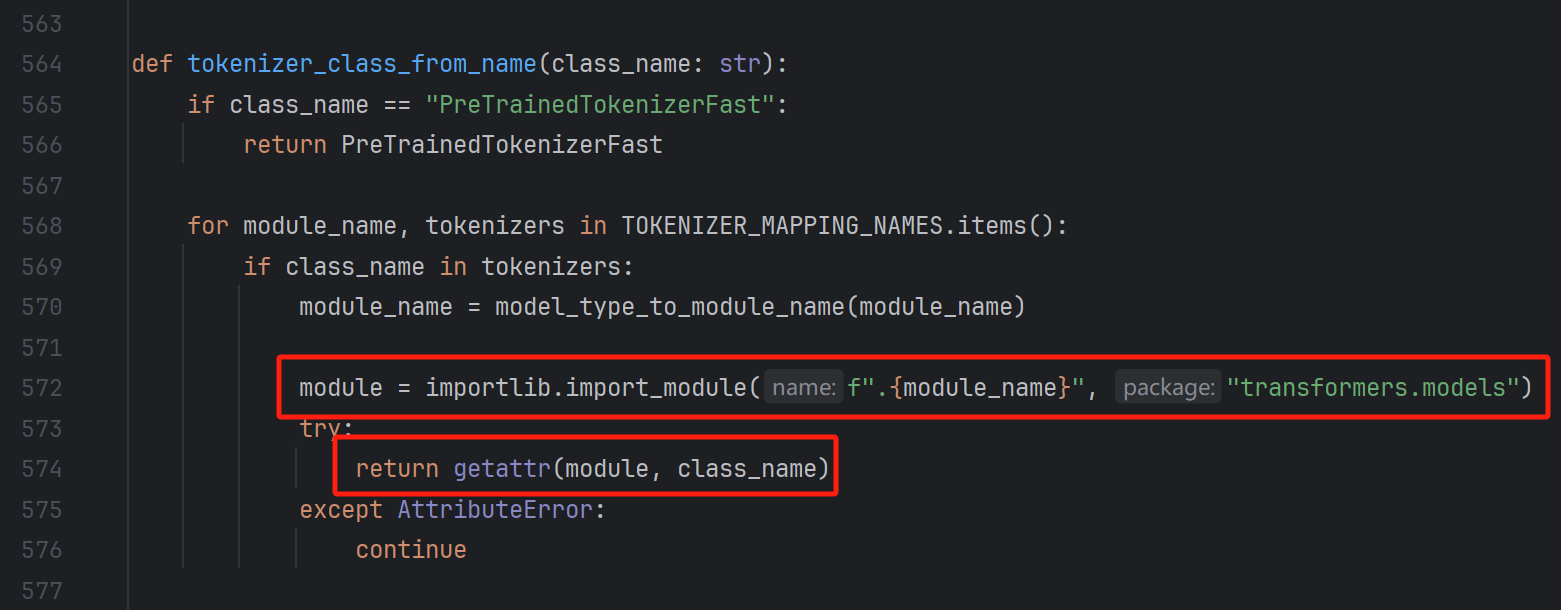 563
564 def tokenizer_class_from_name(class_name: str):
565     if class_name == "PreTrainedTokenizerFast":
566         return PreTrainedTokenizerFast
567
568     for module_name, tokenizers in TOKENIZER_MAPPING_NAMES.items():
569         if class_name in tokenizers:
570             module_name = model_type_to_module_name(module_name)
571
572             module = importlib.import_module( name: f".{module_name}", package: "transformers.models")
573             try:
574                 return getattr(module, class_name)
575             except AttributeError:
576                 continue
577